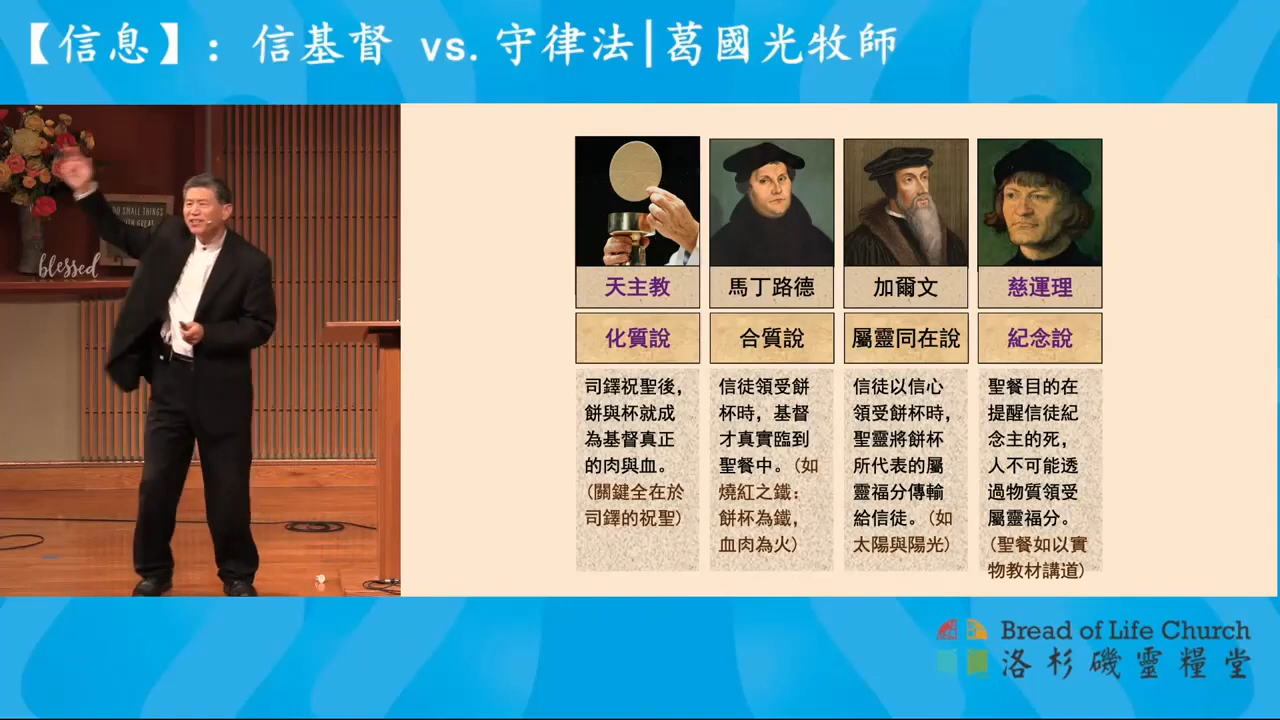 【信息】:信基督 vs. 守律法|葛國光牧師
blessed
天主教
馬丁路德
加爾文
慈運理
化質說
合質說
屬靈同在說
紀念說
司鐸祝聖後,
餅與杯就成
為基督真正
的肉與血。
(關鍵全在於
司鐸的祝聖)
信徒領受餅
杯時,基督
才真實臨到
聖餐中。(如
燒紅之鐵:
餅杯為鐵,
血肉為火)
信徒以信心
領受餅杯時,
聖靈將餅杯
所代表的屬
靈福分傳輸
給信徒。(如
太陽與陽光)
聖餐目的在
提醒信徒紀
念主的死,
人不可能透
過物質領受
屬靈福分。
(聖餐如以實
物教材講道)
Bread of Life Church
洛杉磯靈糧堂